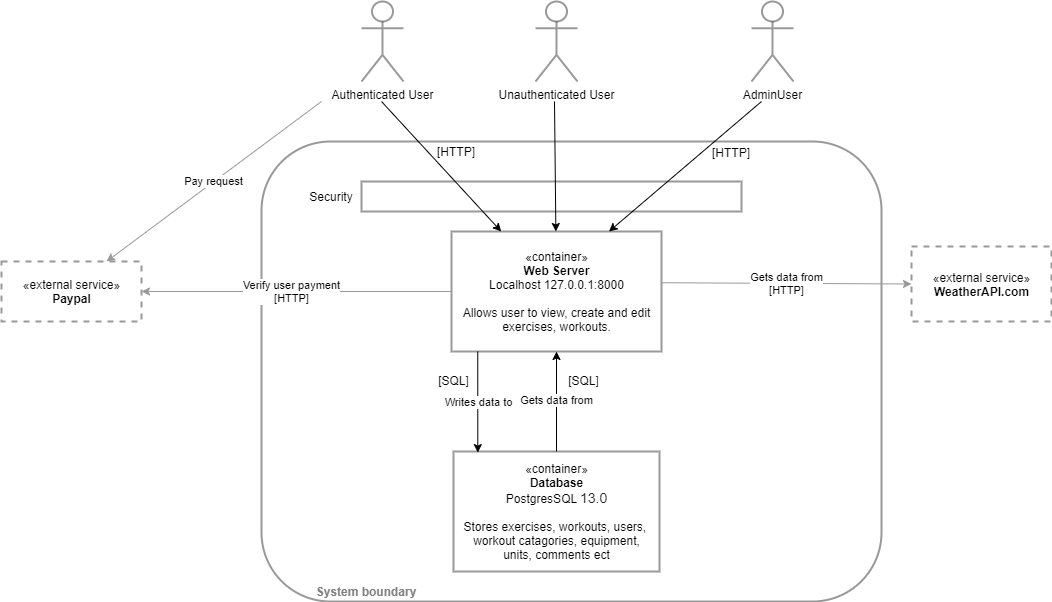 Authenticated User
Unauthenticated User
AdminUser
[HTTP]
[HTTP]
Pay request
Security
«external service»
Paypal
Verify user payment
[HTTP]
«container»
Web Server
Localhost 127.0.0.1:8000
Allows user to view, create and edit
exercises, workouts.
Gets data from
[HTTP]
«external service»
WeatherAPI.com
[SQL]
Writes data to
[SQL]
Gets data from
«container»
Database
PostgresSQL 13.0
Stores exercises, workouts, users,
workout catagories, equipment,
units, comments ect
System boundary